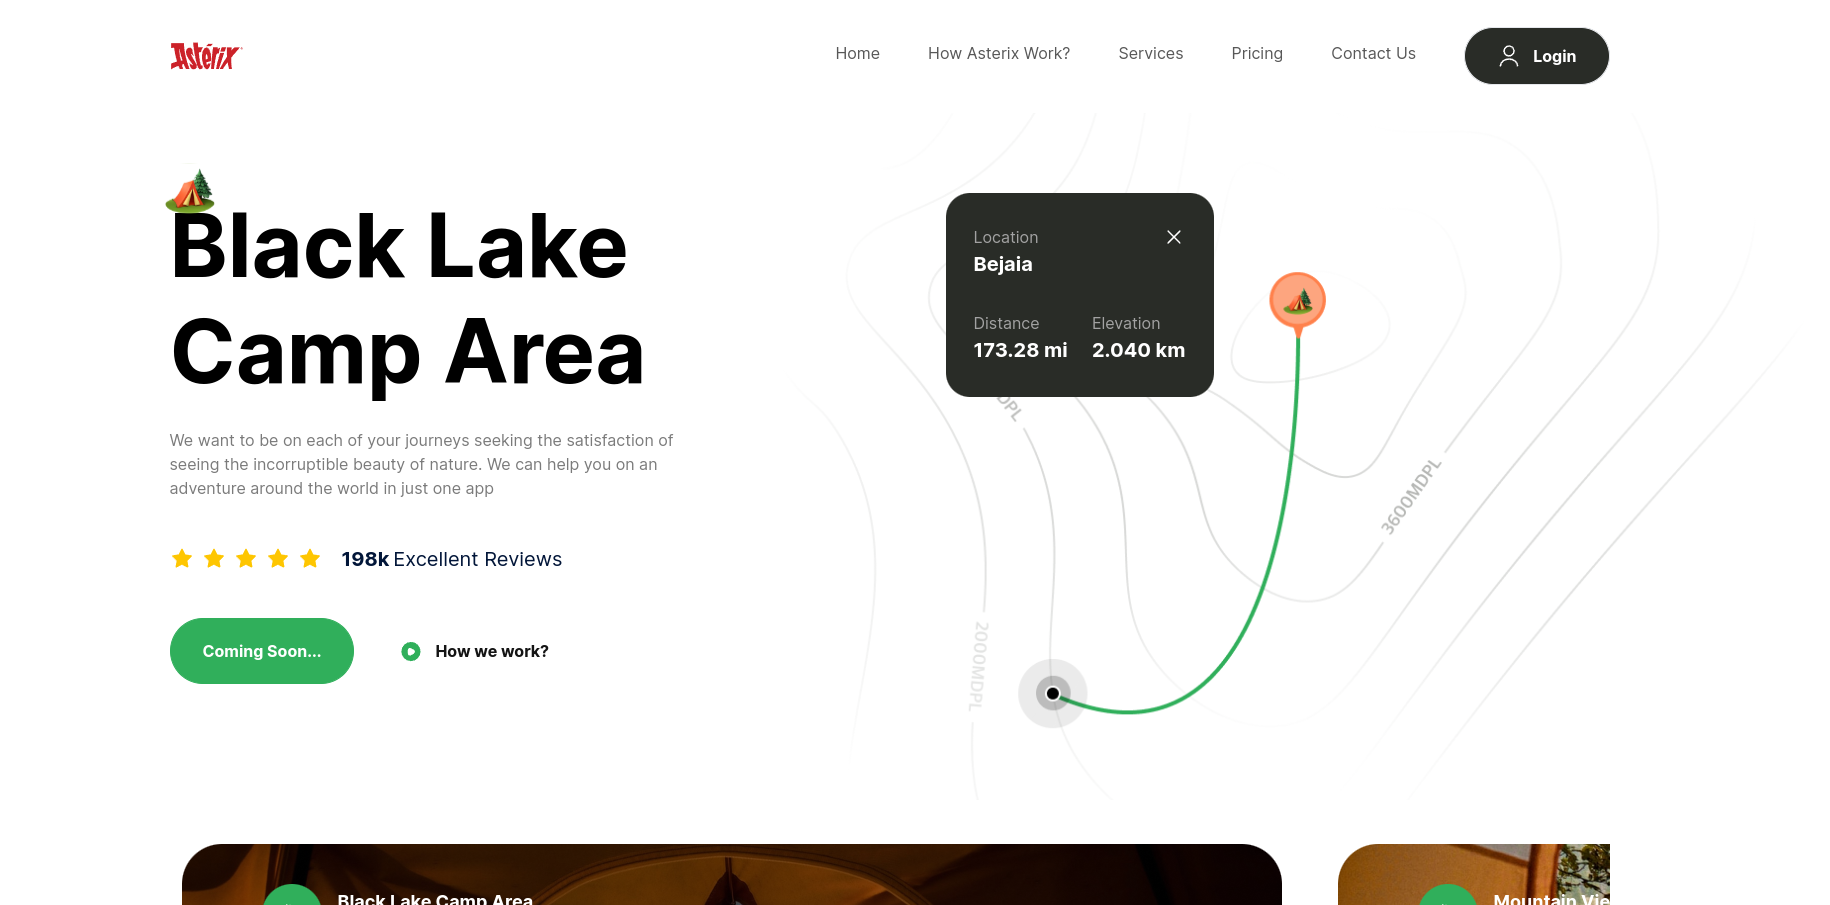 Astérix
Home
How Asterix Work?
Services
Pricing
Contact Us
Login
Black Lake
Camp Area
We want to be on each of your journeys seeking the satisfaction of
seeing the incorruptible beauty of nature. We can help you on an
adventure around the world in just one app
198k Excellent Reviews
Coming Soon...
How we work?
Location
Bejaia
Distance
173.28 mi
Elevation
2.040 km
DPL
3600MDPL
2000MDPL
Black Lake Camp Area
Mountain Vie